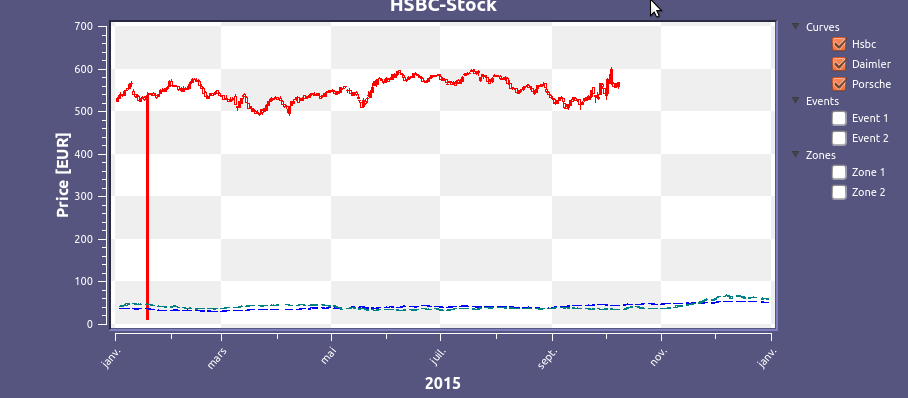 HSBC-Stock
700
600
500
400
300
200
100
0
Price [EUR]
janv.
mars
mai
juil.
sept.
nov.
janv.
2015
Curves
Hsbc
Daimler
Porsche
Events
Event 1
Event 2
Zones
Zone 1
Zone 2